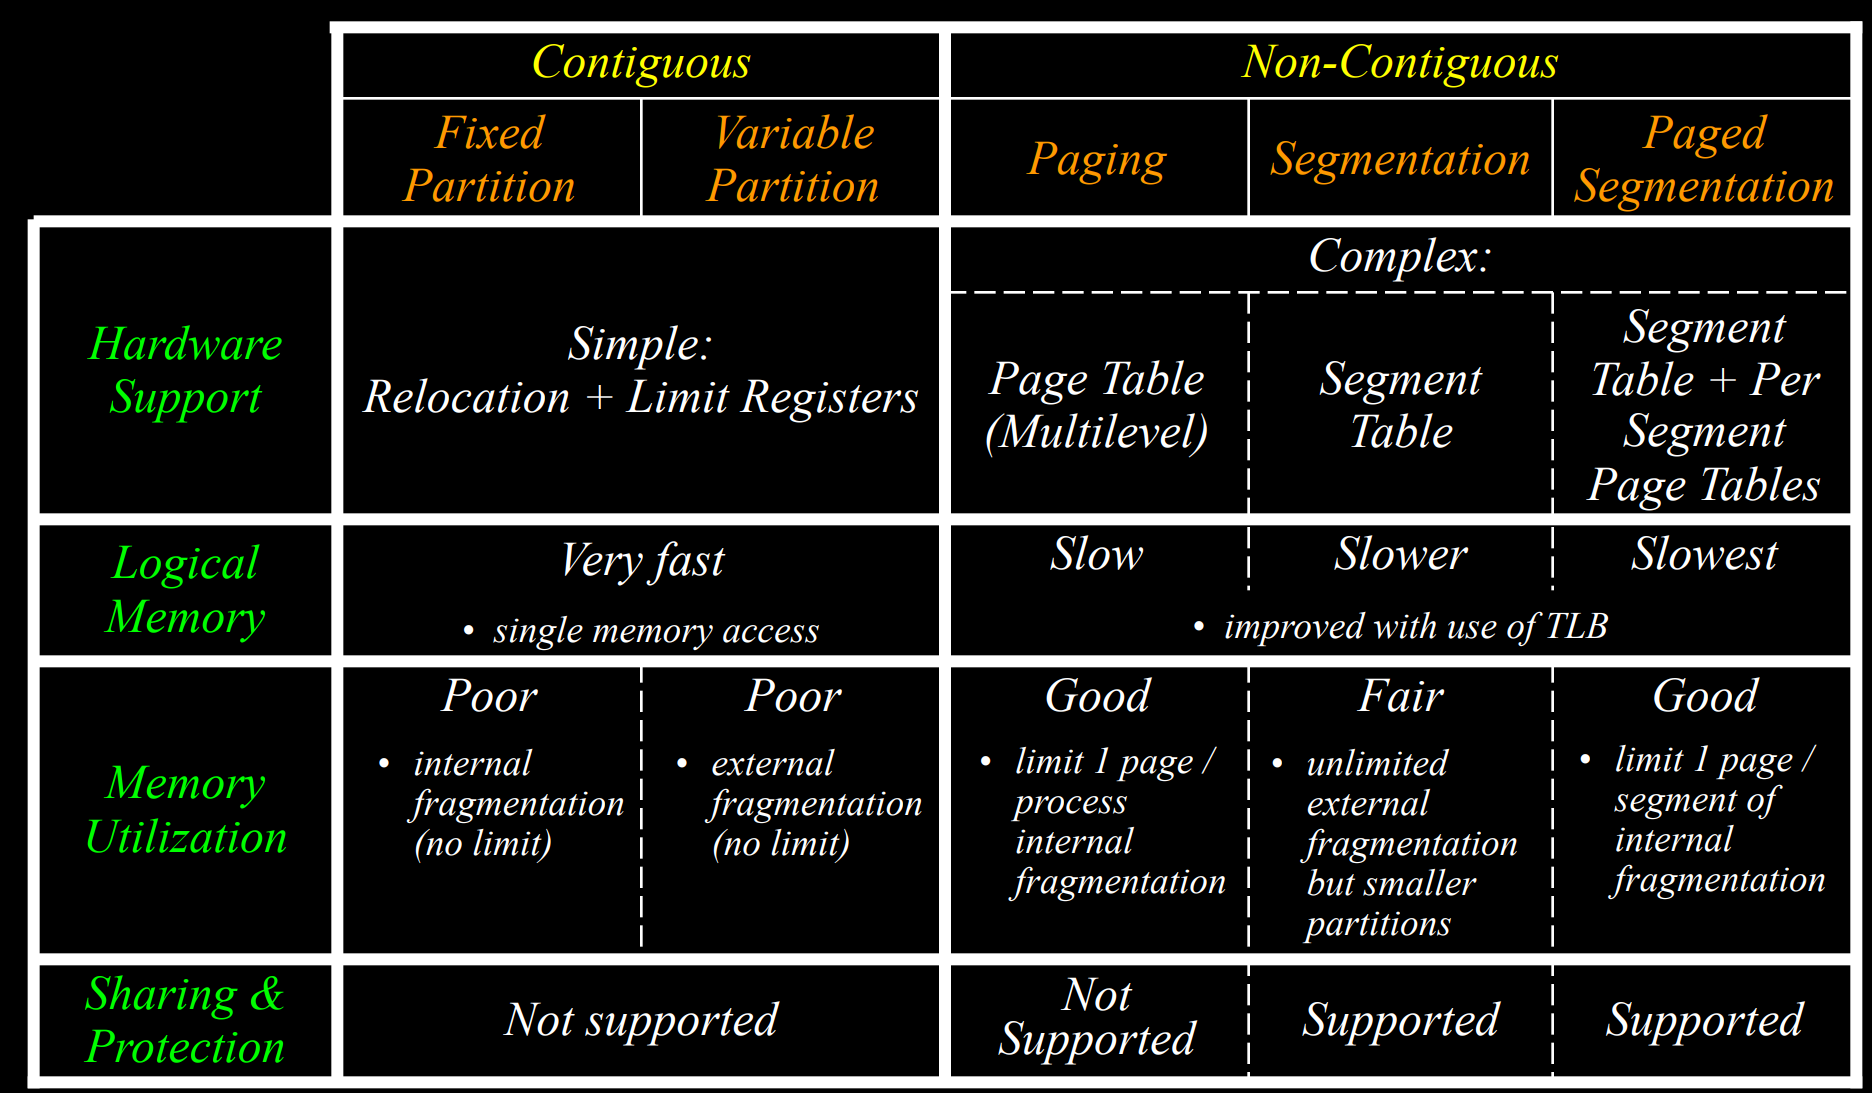 Contiguous
Non-Contiguous
Fixed
Partition
Variable
Partition
Paging
Segmentation
Paged
Segmentation
Hardware
Support
Simple:
Relocation + Limit Registers
Complex:
Page Table
(Multilevel)
Segment
Table
Segment
Table + Per
Segment
Page Tables
Logical
Memory
Very fast
• single memory access
Slow
Slower
Slowest
• improved with use of TLB
Memory
Utilization
Poor
• internal
fragmentation
(no limit)
Poor
• external
fragmentation
(no limit)
Good
• limit 1 page /
process
internal
fragmentation
Fair
• unlimited
external
fragmentation
but smaller
partitions
Good
• limit 1 page /
segment of
internal
fragmentation
Sharing &
Protection
Not supported
Not
Supported
Supported
Supported